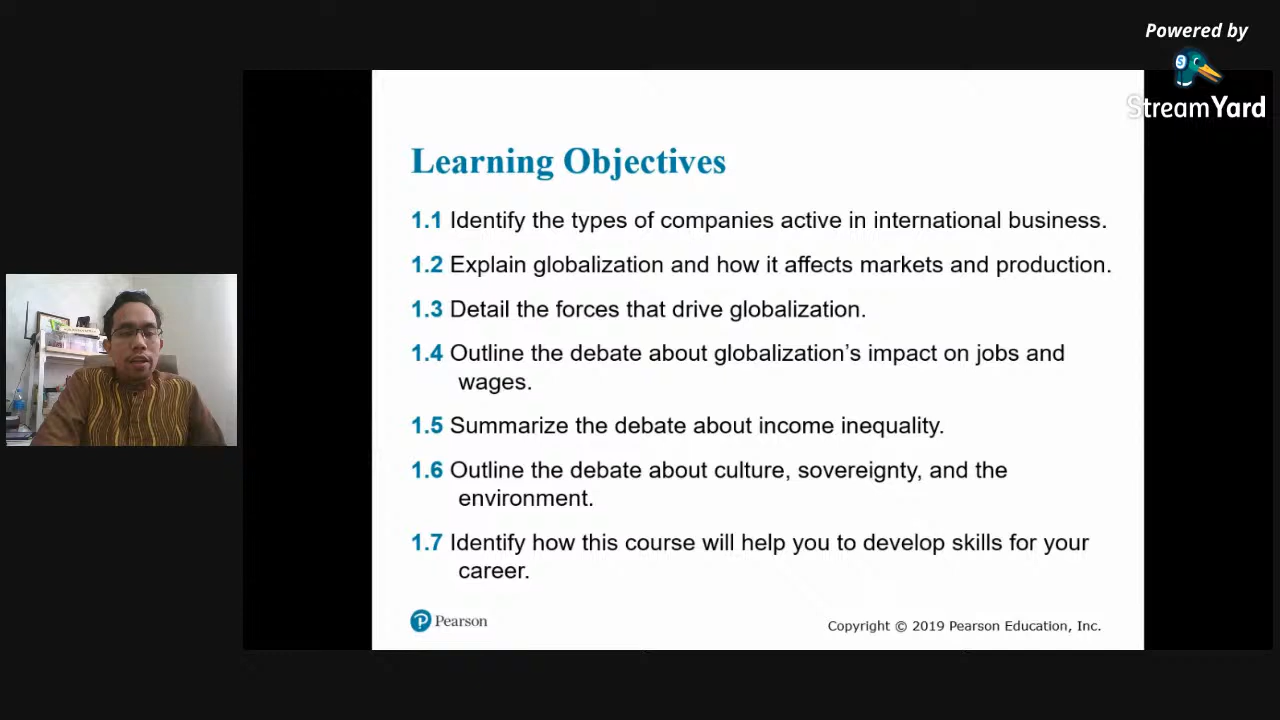 Powered by
StreamYard
Learning Objectives
1.1 Identify the types of companies active in international business.
1.2 Explain globalization and how it affects markets and production.
1.3 Detail the forces that drive globalization.
1.4 Outline the debate about globalization’s impact on jobs and
wages.
1.5 Summarize the debate about income inequality.
1.6 Outline the debate about culture, sovereignty, and the
environment.
1.7 Identify how this course will help you to develop skills for your
career.
Pearson
Copyright © 2019 Pearson Education, Inc.